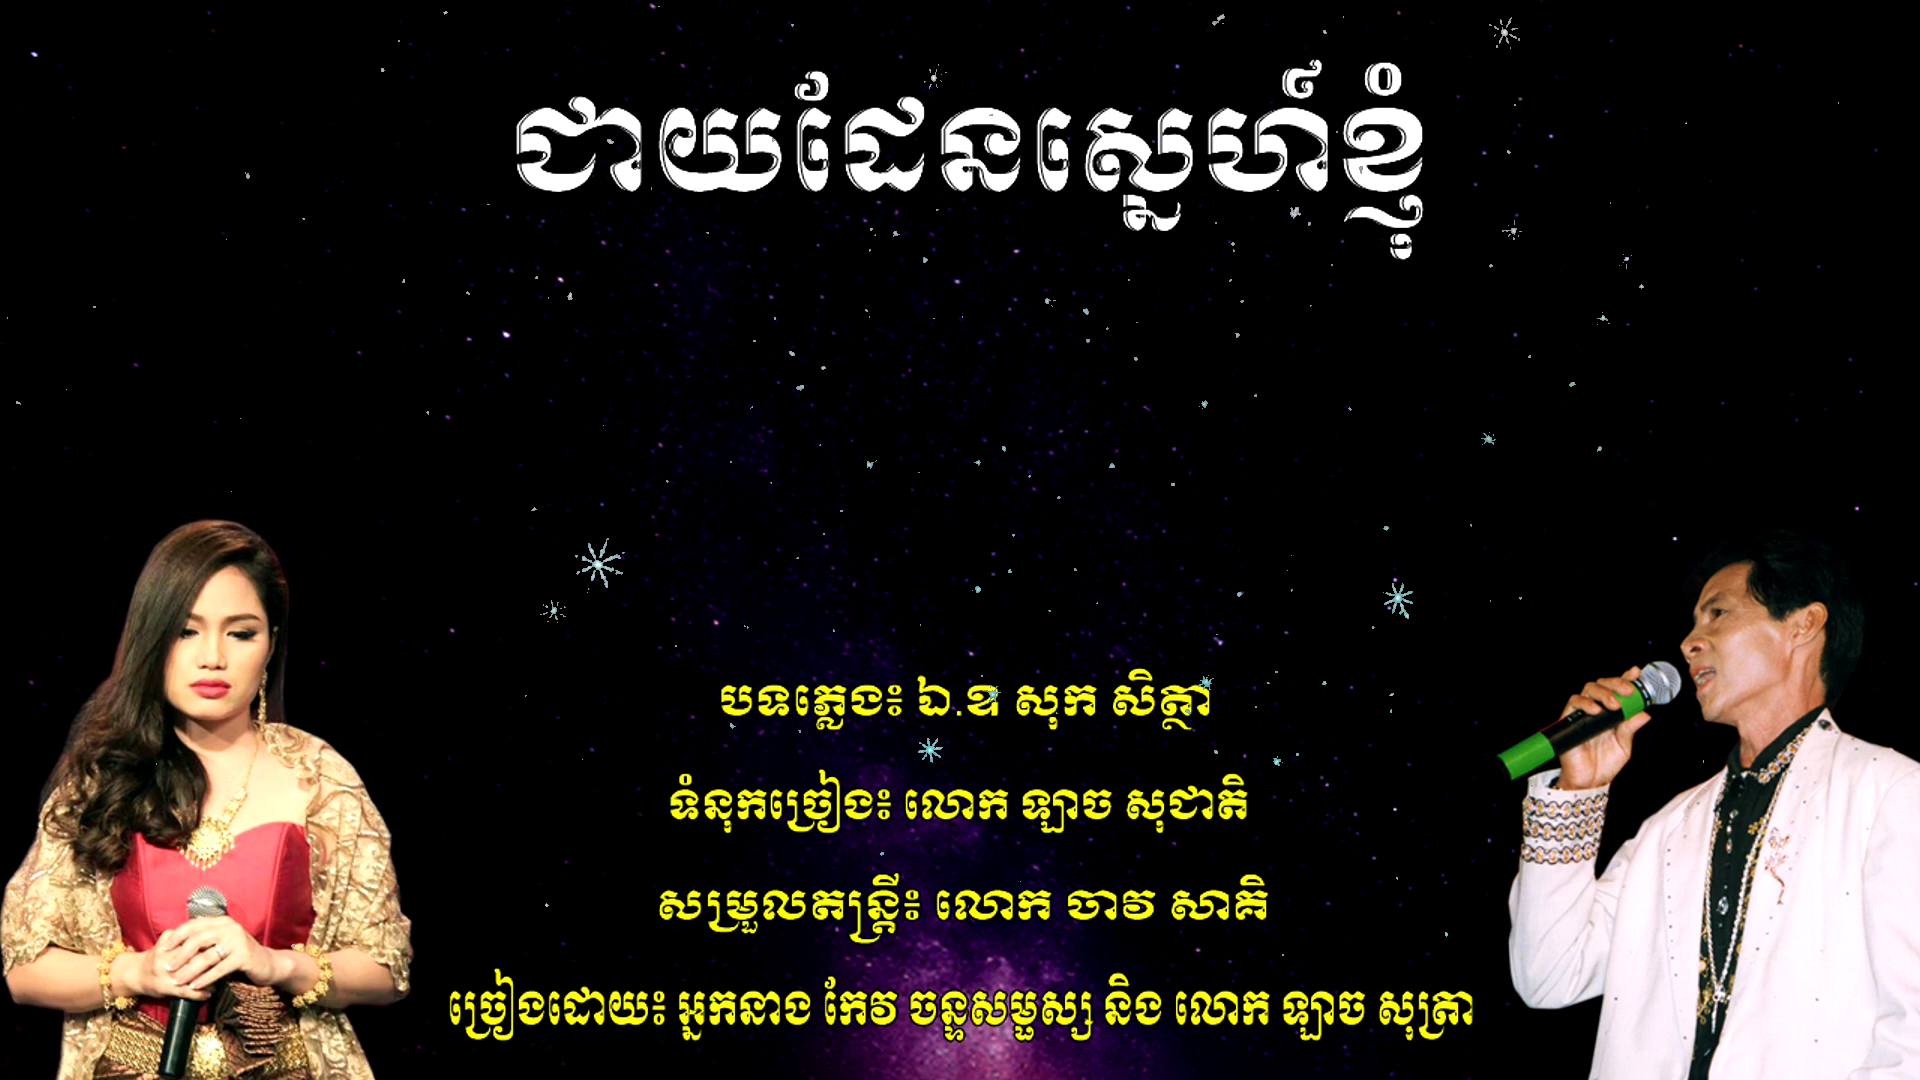 ជាយដែនស្នេហ៍ខ្ញុំ
បទភ្លេង៖ ឯ.ឧ សុក សិត្ថា
ទំនុកច្រៀង៖ លោក ឡាច សុជាតិ
សម្រួលតន្ត្រី៖ លោក ចាវ សាគិ
ច្រៀងដោយ៖ អ្នកនាង កែវ ចន្ទសម្ផស្ស និង លោក ឡាច សុត្រា